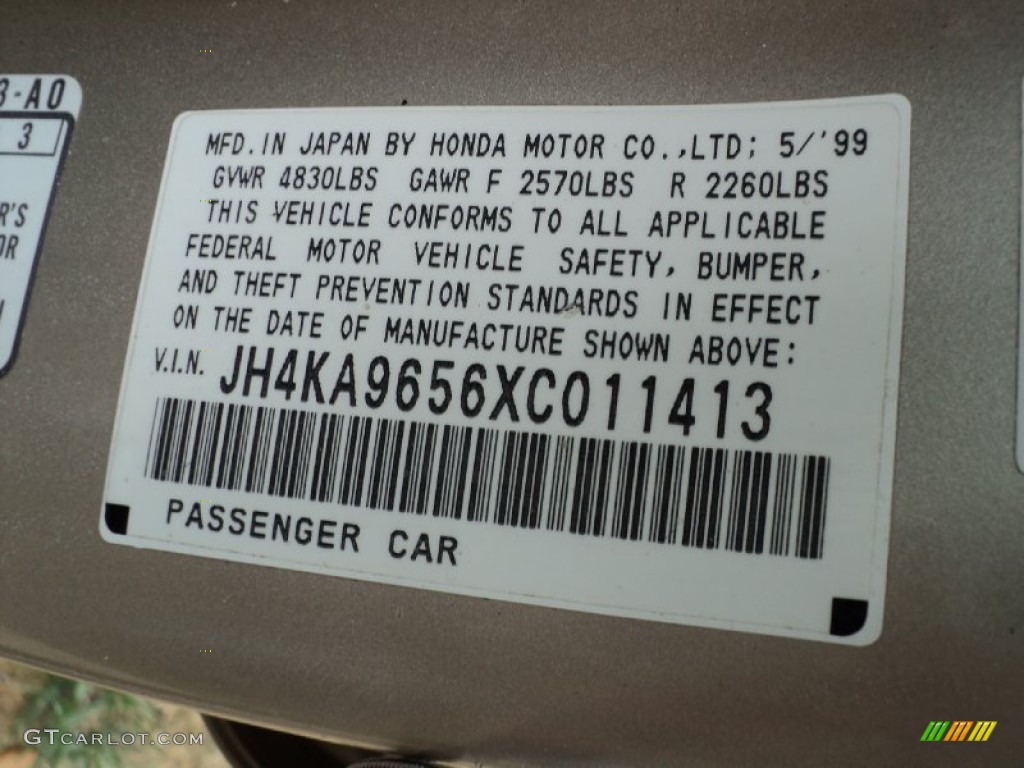 3-A0
3
R'S
OR
MFD. IN JAPAN BY HONDA MOTOR CO.,LTD; 5/'99
GVWR 4830LBS GAWR F 2570LBS R 2260LBS
THIS VEHICLE CONFORMS TO ALL APPLICABLE
FEDERAL MOTOR VEHICLE SAFETY, BUMPER,
AND THEFT PREVENTION STANDARDS IN EFFECT
ON THE DATE OF MANUFACTURE SHOWN ABOVE:
V.I.N. JH4KA9656XC011413
PASSENGER CAR
GTCARLOT.COM